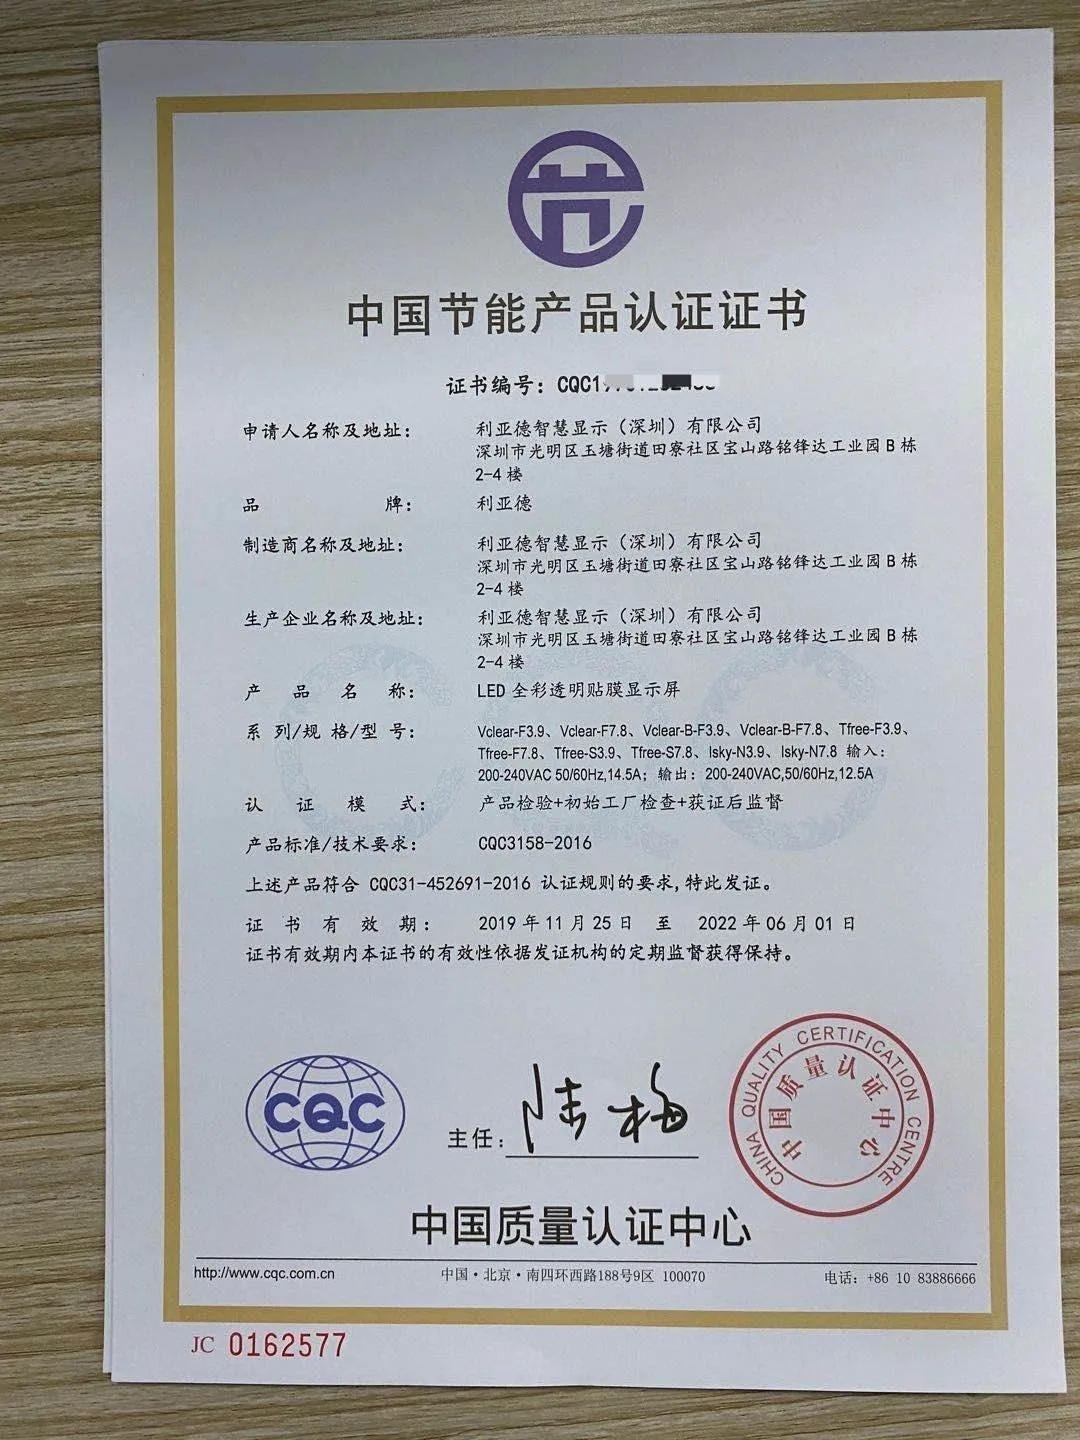 中国节能产品认证证书
证书编号: CQC19
申请人名称及地址: 利亚德智慧显示（深圳）有限公司
深圳市光明区玉塘街道田寮社区宝山路铭锋达工业园 B 栋
2-4 楼
品 牌: 利亚德
制造商名称及地址: 利亚德智慧显示（深圳）有限公司
深圳市光明区玉塘街道田寮社区宝山路铭锋达工业园 B 栋
2-4 楼
生产企业名称及地址: 利亚德智慧显示（深圳）有限公司
深圳市光明区玉塘街道田寮社区宝山路铭锋达工业园 B 栋
2-4 楼
产 品 名 称: LED 全彩透明贴膜显示屏
系 列/规 格/型 号: Vclear-F3.9、Vclear-F7.8、Vclear-B-F3.9、Vclear-B-F7.8、Tfree-F3.9、
Tfree-F7.8、Tfree-S3.9、Tfree-S7.8、Isky-N3.9、Isky-N7.8 输入:
200-240VAC 50/60Hz,14.5A; 输出: 200-240VAC,50/60Hz,12.5A
认 证 模 式: 产品检验+初始工厂检查+获证后监督
产品标准/技术要求: CQC3158-2016
上述产品符合 CQC31-452691-2016 认证规则的要求,特此发证。
证 书 有 效 期: 2019 年 11 月 25 日 至 2022 年 06 月 01 日
证书有效期内本证书的有效性依据发证机构的定期监督获得保持。
CQC
主任: 陆梅
CHINA QUALITY CERTIFICATION CENTRE
中国质量认证中心
中国质量认证中心
http://www.cqc.com.cn 中国·北京·南四环西路188号9区 100070 电话: +86 10 83886666
JC 0162577